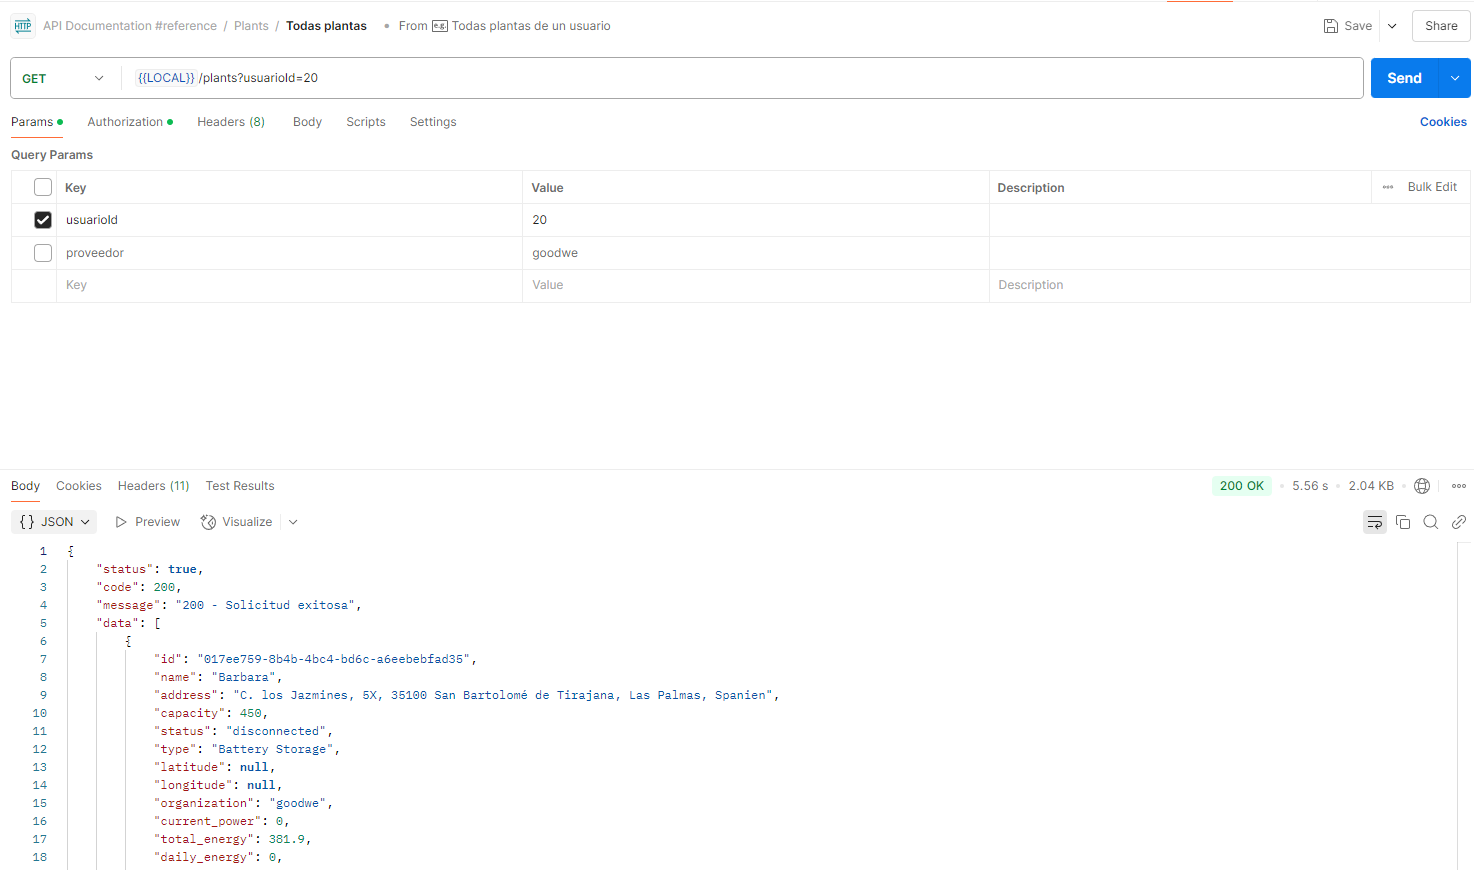 HTTP API Documentation #reference / Plants / Todas plantas • From e.g. Todas plantas de un usuario Save Share
GET {{LOCAL}} /plants?usuarioId=20 Send
Params Authorization Headers (8) Body Scripts Settings Cookies
Query Params
Key Value Description Bulk Edit
usuarioId 20
proveedor goodwe
Key Value Description
Body Cookies Headers (11) Test Results 200 OK • 5.56 s • 2.04 KB
{} JSON Preview Visualize
1 {
2 "status": true,
3 "code": 200,
4 "message": "200 - Solicitud exitosa",
5 "data": [
6 {
7 "id": "017ee759-8b4b-4bc4-bd6c-a6eebebfad35",
8 "name": "Barbara",
9 "address": "C. los Jazmines, 5X, 35100 San Bartolomé de Tirajana, Las Palmas, Spanien",
10 "capacity": 450,
11 "status": "disconnected",
12 "type": "Battery Storage",
13 "latitude": null,
14 "longitude": null,
15 "organization": "goodwe",
16 "current_power": 0,
17 "total_energy": 381.9,
18 "daily_energy": 0,